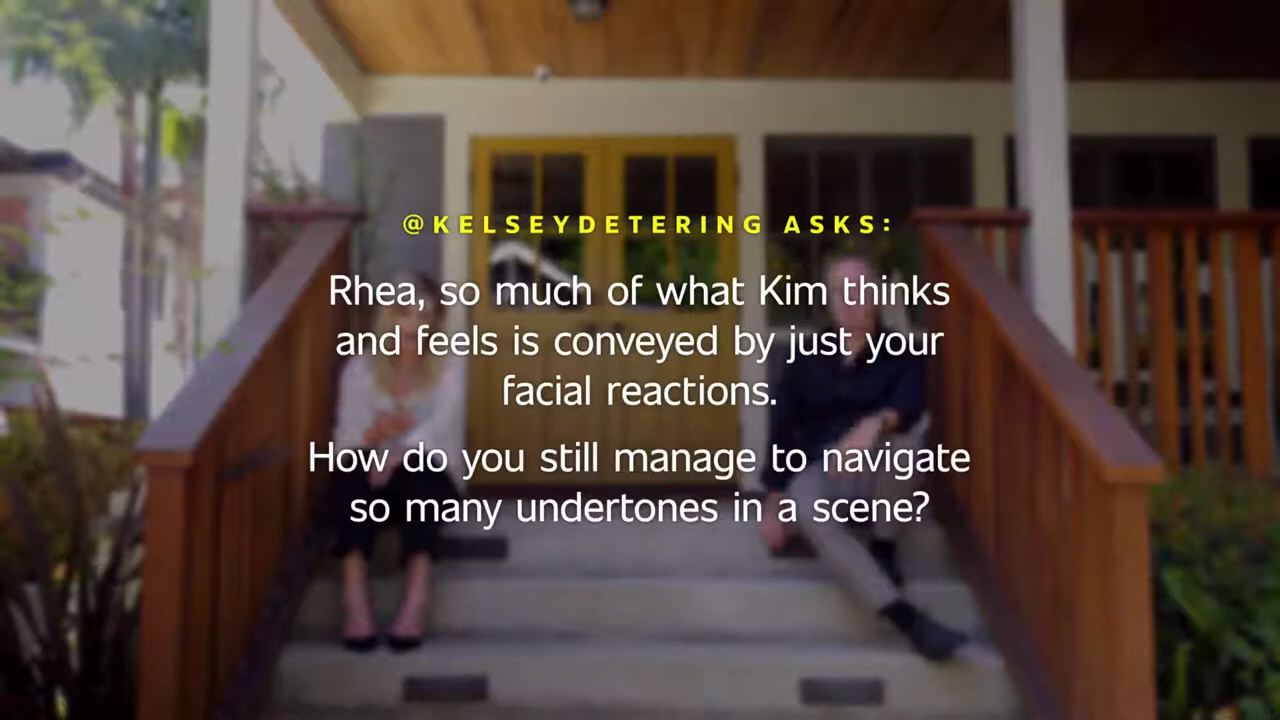 @KELSEYDETERING ASKS:
Rhea, so much of what Kim thinks
and feels is conveyed by just your
facial reactions.
How do you still manage to navigate
so many undertones in a scene?